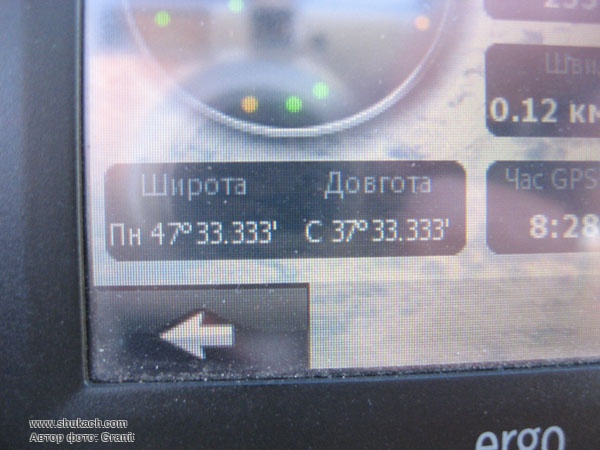 Шви
0.12 км
Широта Довгота
Пн 47°33.333' С 37°33.333'
Час GPS
8:28
ergo
www.shukach.com
Автор фото: Granit